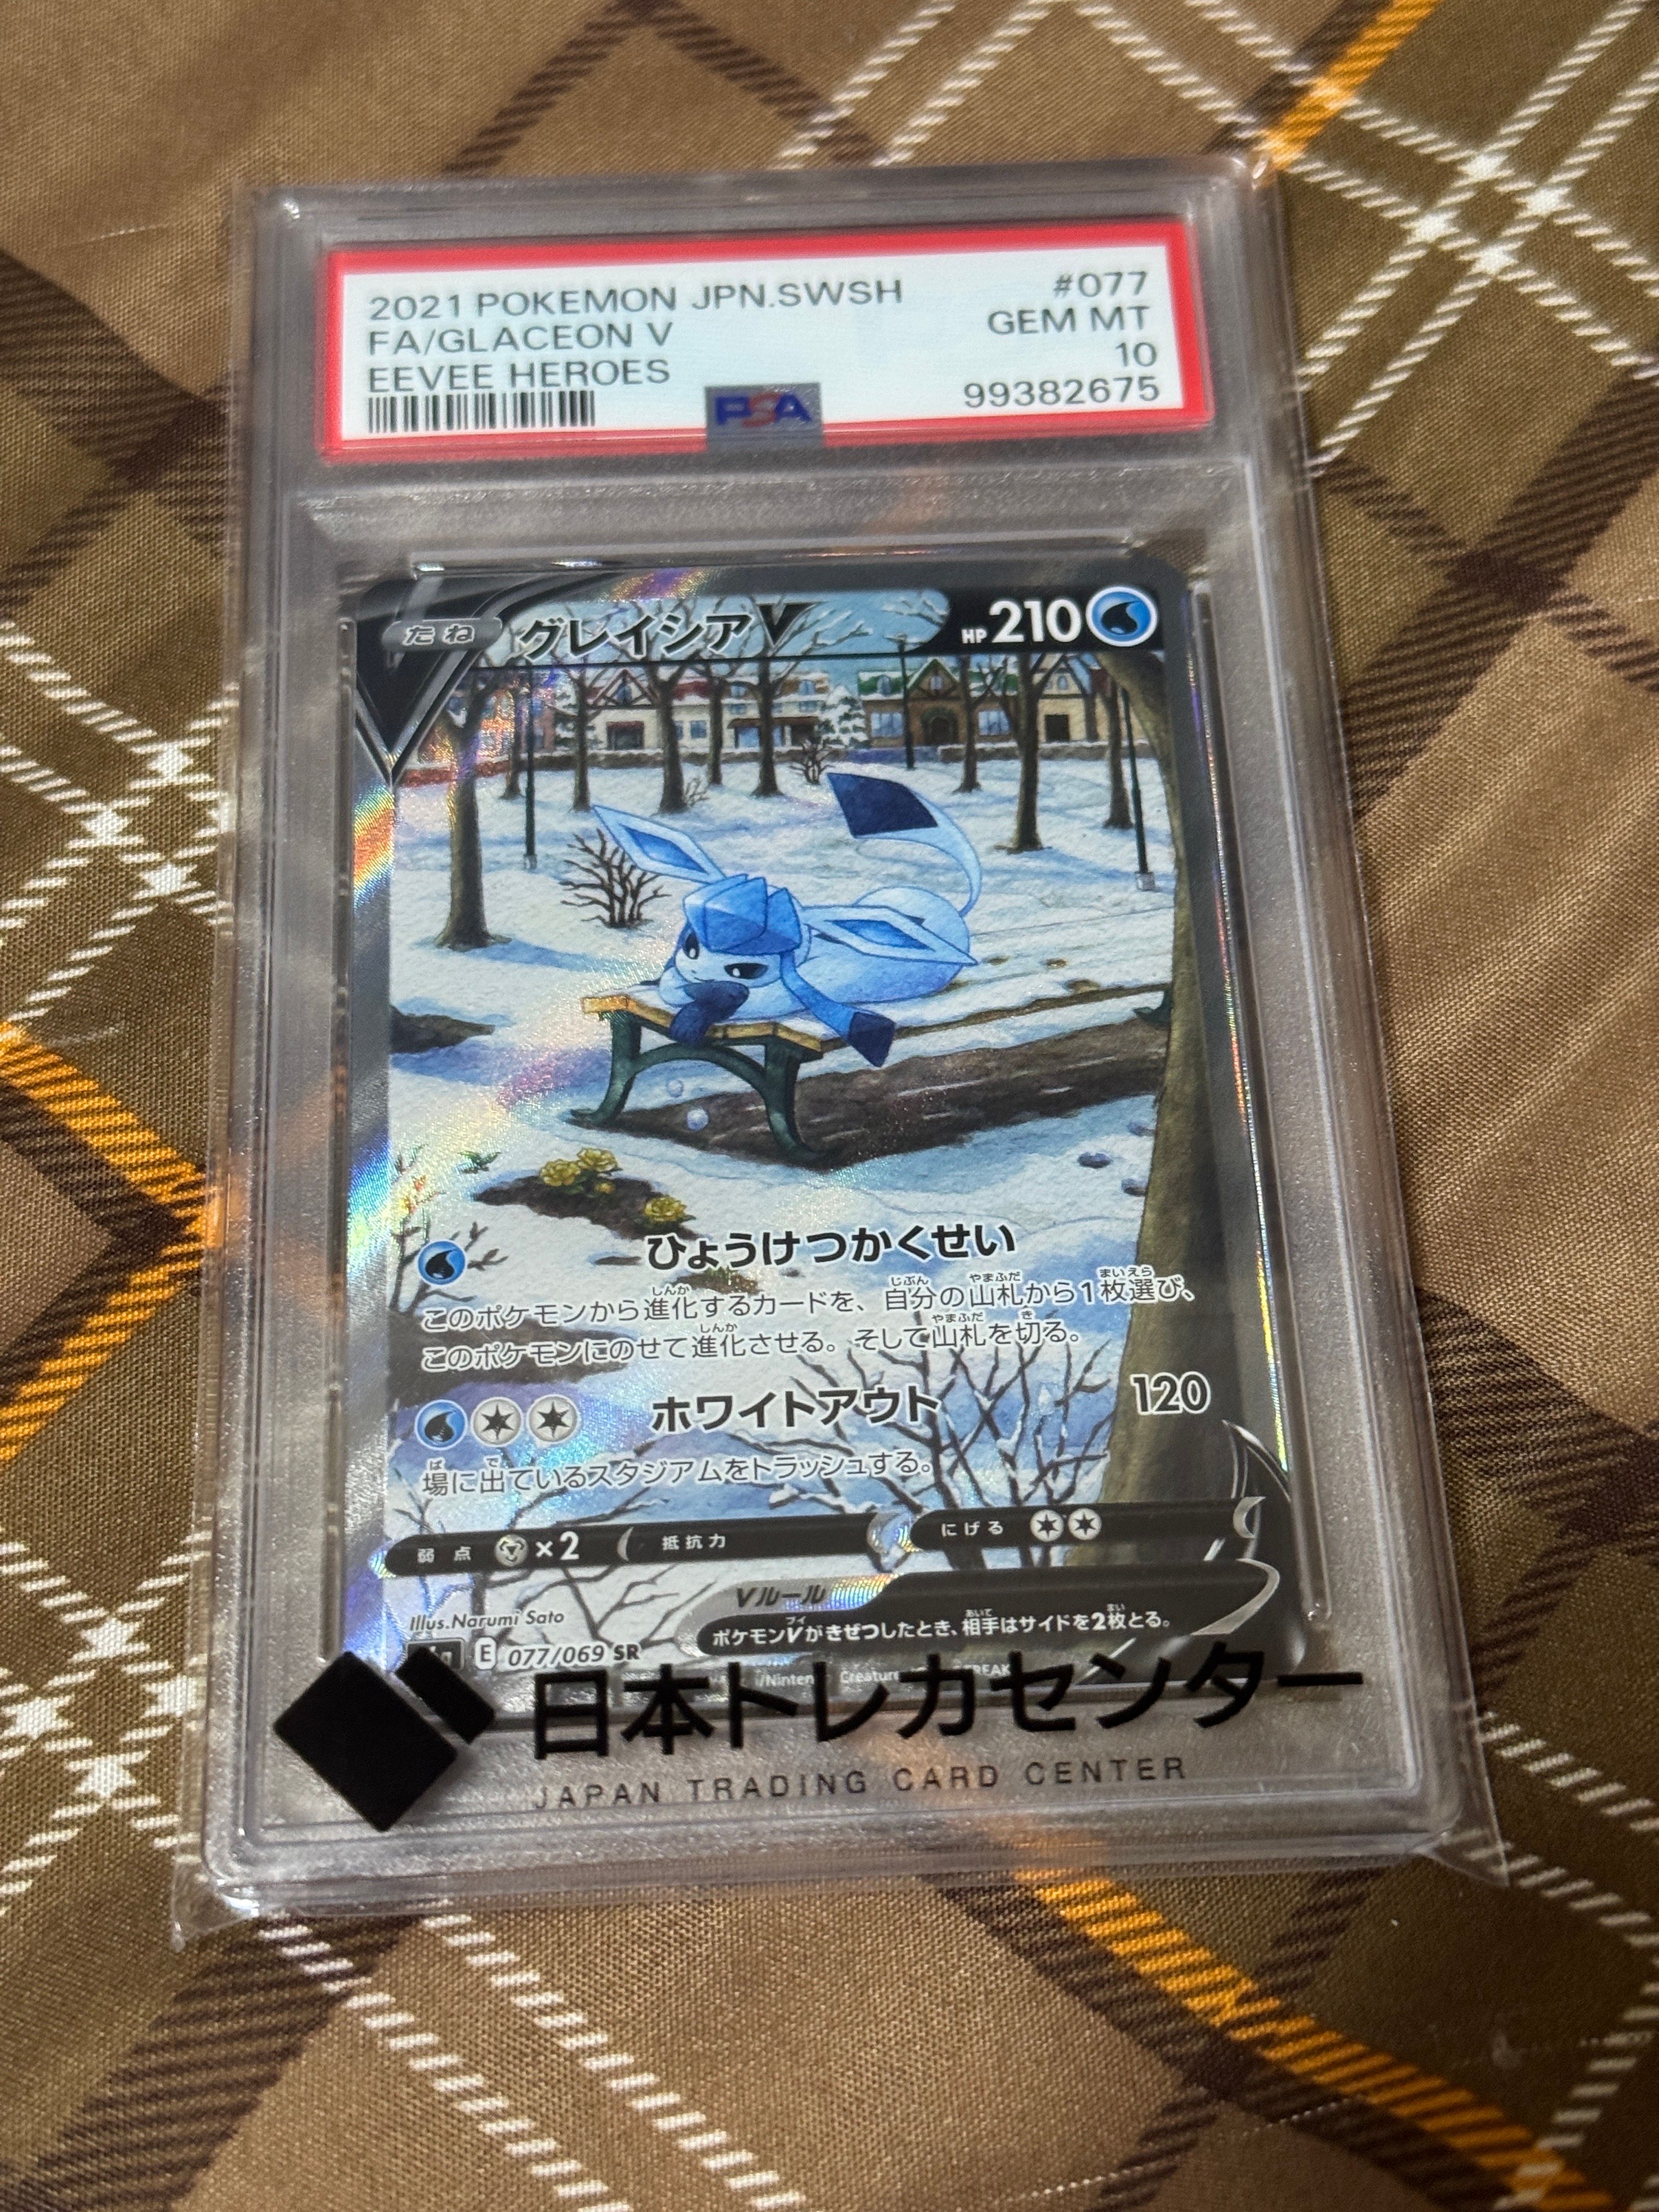 2021 POKEMON JPN.SWSH #077
FA/GLACEON V GEM MT
EEVEE HEROES 10
PSA 99382675
たね グレイシアV HP 210
ひょうけつかくせい
このポケモンから進化するカードを、自分の山札から1枚選び、
このポケモンにのせて進化させる。そして山札を切る。
ホワイトアウト 120
場に出ているスタジアムをトラッシュする。
弱点 ×2 抵抗力 にげる
Vルール
ポケモンVがきぜつしたとき、相手はサイドを2枚とる。
Illus.Narumi Sato
E 077/069 SR
日本トレカセンター
JAPAN TRADING CARD CENTER